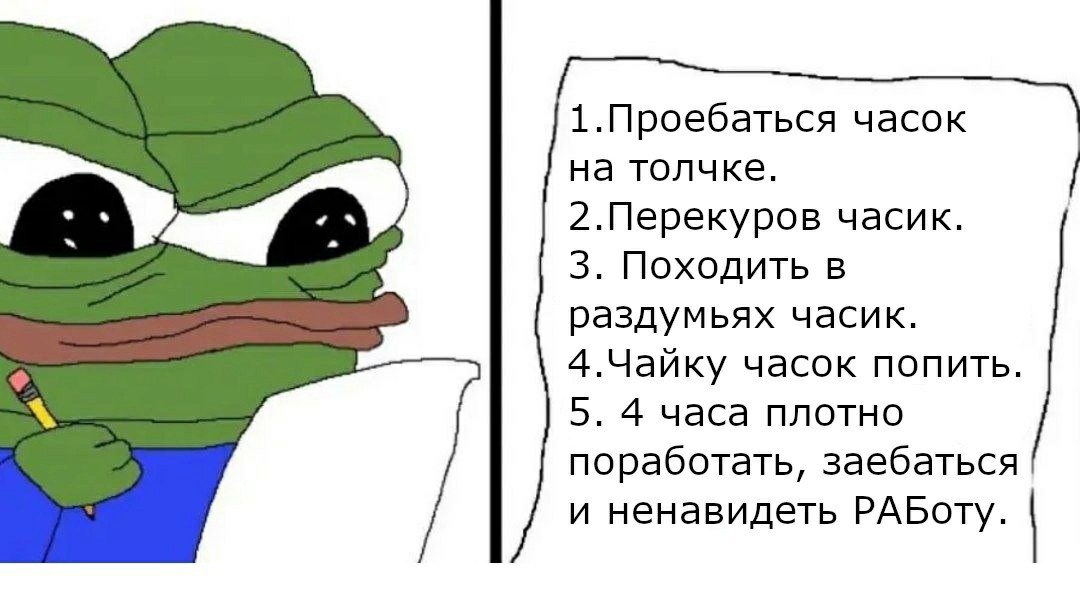 1.Проебаться часок
на толчке.
2.Перекуров часик.
3. Походить в
раздумьях часик.
4.Чайку часок попить.
5. 4 часа плотно
поработать, заебаться
и ненавидеть РАБоту.